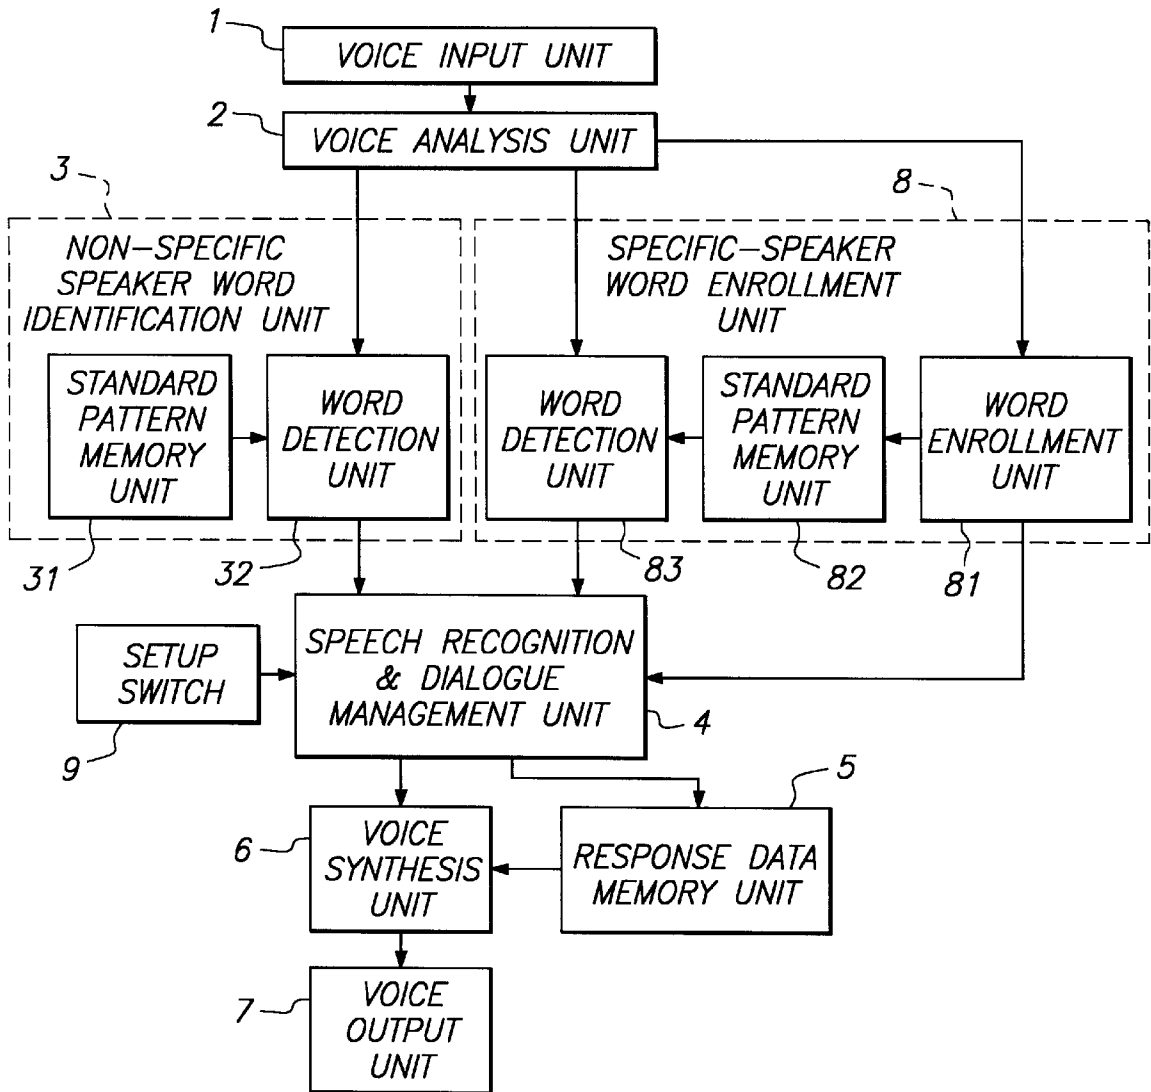 1
VOICE INPUT UNIT
2
VOICE ANALYSIS UNIT
3
8
NON-SPECIFIC
SPEAKER WORD
IDENTIFICATION UNIT
SPECIFIC-SPEAKER
WORD ENROLLMENT
UNIT
STANDARD
PATTERN
MEMORY
UNIT
WORD
DETECTION
UNIT
WORD
DETECTION
UNIT
STANDARD
PATTERN
MEMORY
UNIT
WORD
ENROLLMENT
UNIT
31
32
83
82
81
SETUP
SWITCH
9
SPEECH RECOGNITION
& DIALOGUE
MANAGEMENT UNIT
4
5
6
VOICE
SYNTHESIS
UNIT
RESPONSE DATA
MEMORY UNIT
7
VOICE
OUTPUT
UNIT